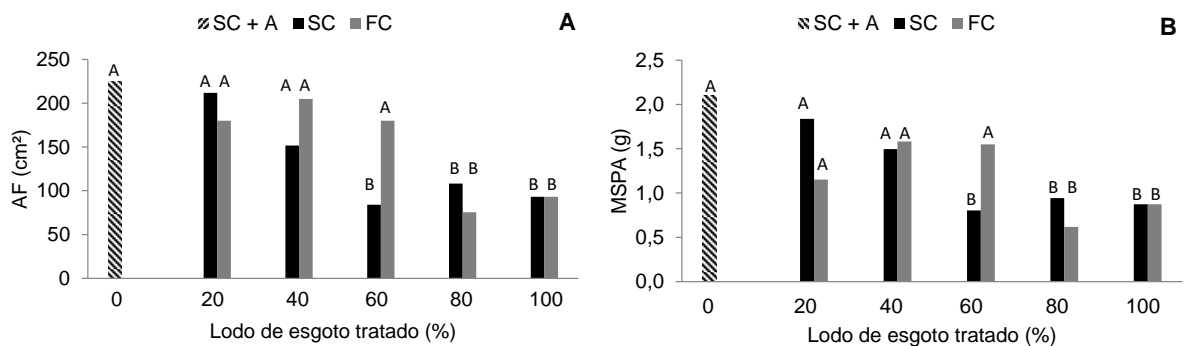 SC + A SC FC
A
AF (cm²)
250
200
150
100
50
0
A
A A
A A
B A
B B
B B
0 20 40 60 80 100
Lodo de esgoto tratado (%)
SC + A SC FC
B
MSPA (g)
2,5
2,0
1,5
1,0
0,5
0,0
A
A A
A A
B A
B B
B B
0 20 40 60 80 100
Lodo de esgoto tratado (%)